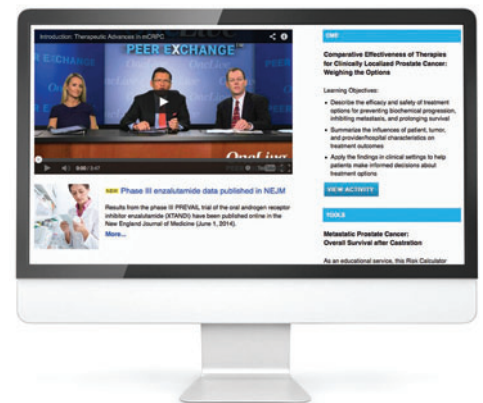 Introduction: Therapeutic Advances in mCRPC
PEER EXCHANGE
OncLive
0:00 / 3:47
NEW Phase III enzalutamide data published in NEJM
Results from the phase III PREVAIL trial of the oral androgen receptor
inhibitor enzalutamide (XTANDI) have been published online in the
New England Journal of Medicine (June 1, 2014).
More...
CME
Comparative Effectiveness of Therapies
for Clinically Localized Prostate Cancer:
Weighing the Options
Learning Objectives:
• Describe the efficacy and safety of treatment
options for preventing biochemical progression,
inhibiting metastasis, and prolonging survival
• Summarize the influences of patient, tumor,
and provider/hospital characteristics on
treatment outcomes
• Apply the findings in clinical settings to help
patients make informed decisions about
treatment options
VIEW ACTIVITY
TOOLS
Metastatic Prostate Cancer:
Overall Survival after Castration
As an educational service, this Risk Calculator